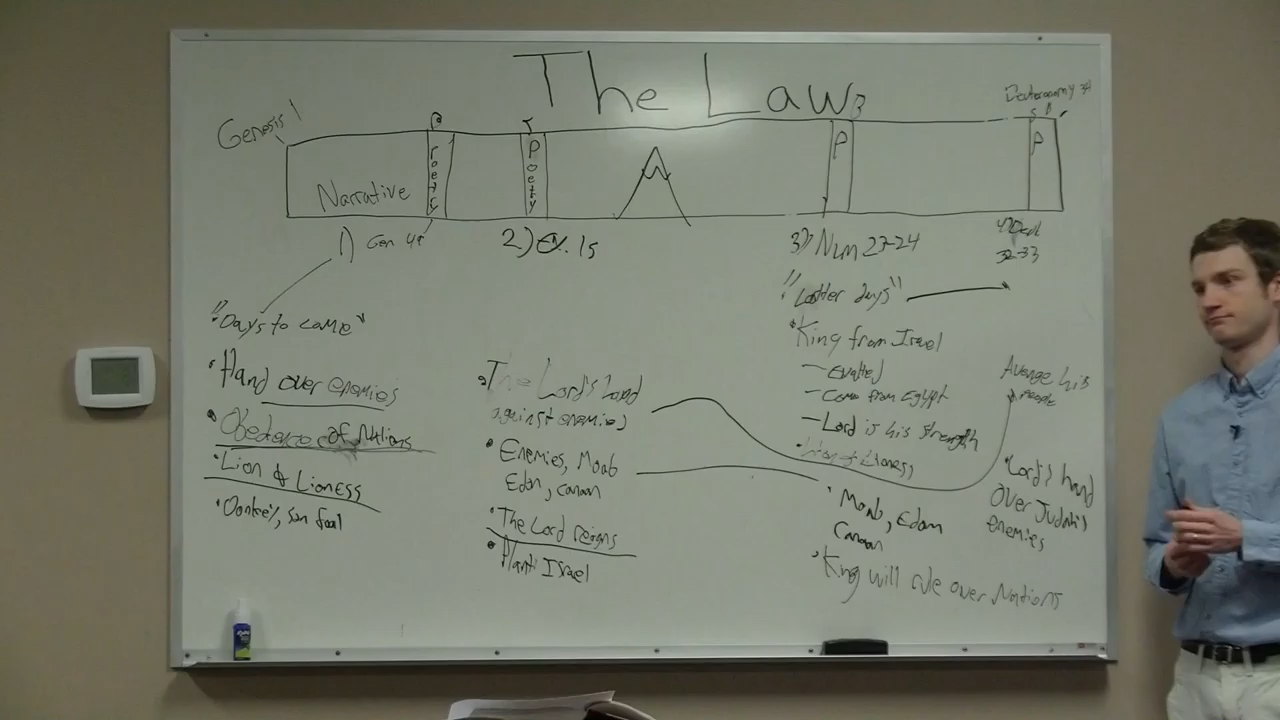 The Law
Genesis 1
Deuteronomy 34
Narrative
Poetry
Poety
P
P
1) Gen 49
2) Ex. 15
3) Num 23-24
4) Deut
32-33
"Days to come"
• Hand over enemies
• Obedience of Nations
• Lion & Lioness
• Donkey, son foal
• The Lord's hand
against enemies
• Enemies, Moab
Edom, Canaan
• The Lord reigns
• Plant Israel
"Latter days"
• King from Israel
- Exalted
- Come from Egypt
- Lord is his strength
• Lion & Lioness
• Moab, Edom
Canaan
• King will rule over Nations
Avenge his
people
• Lord's hand
over Judah's
enemies